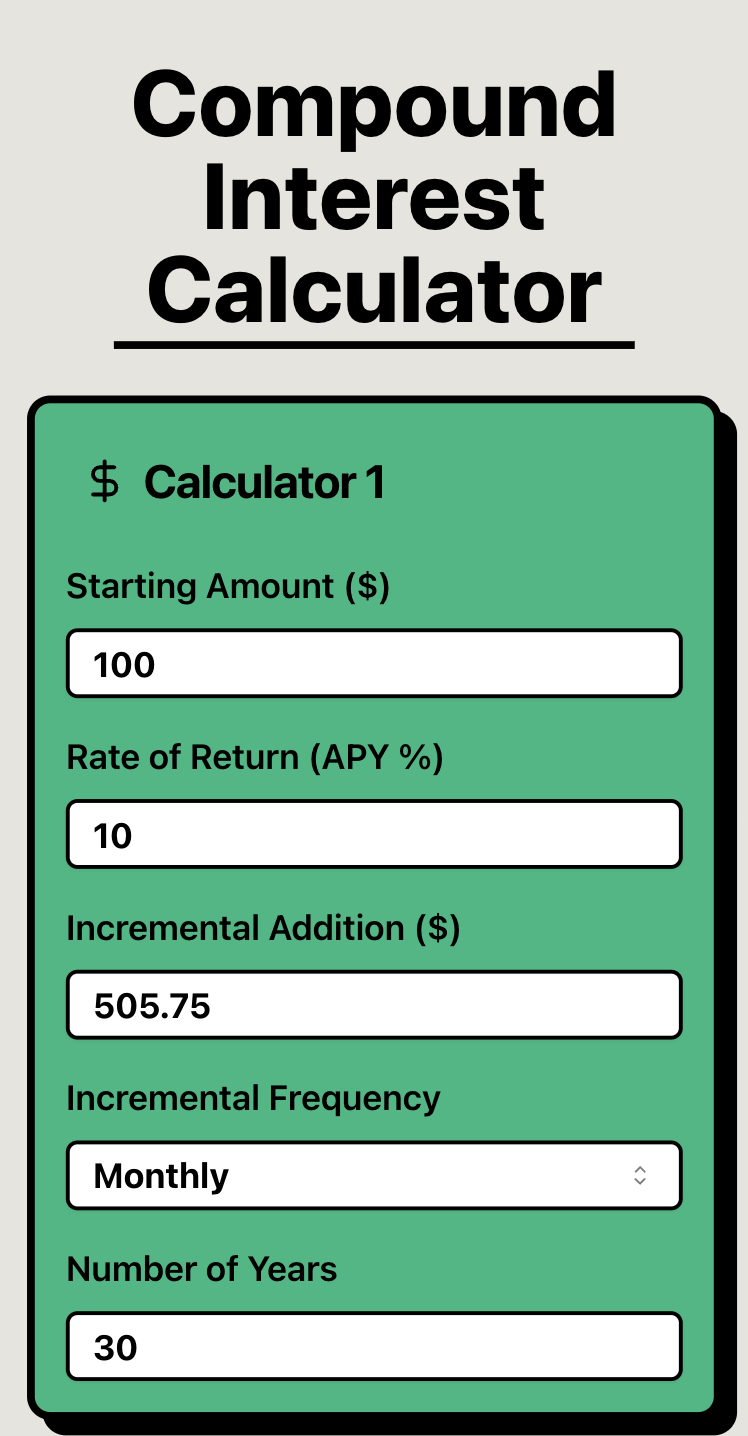 Compound
Interest
Calculator
$ Calculator 1
Starting Amount ($)
100
Rate of Return (APY %)
10
Incremental Addition ($)
505.75
Incremental Frequency
Monthly
Number of Years
30